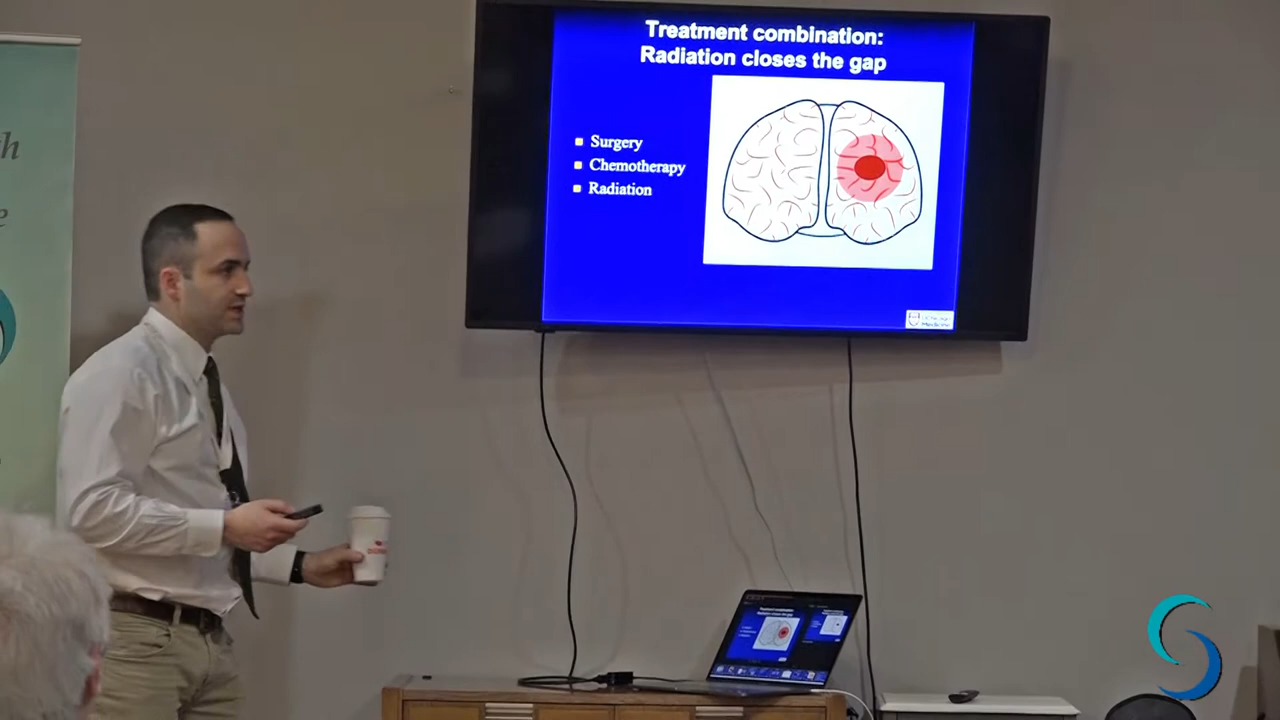 Treatment combination:
Radiation closes the gap
Surgery
Chemotherapy
Radiation